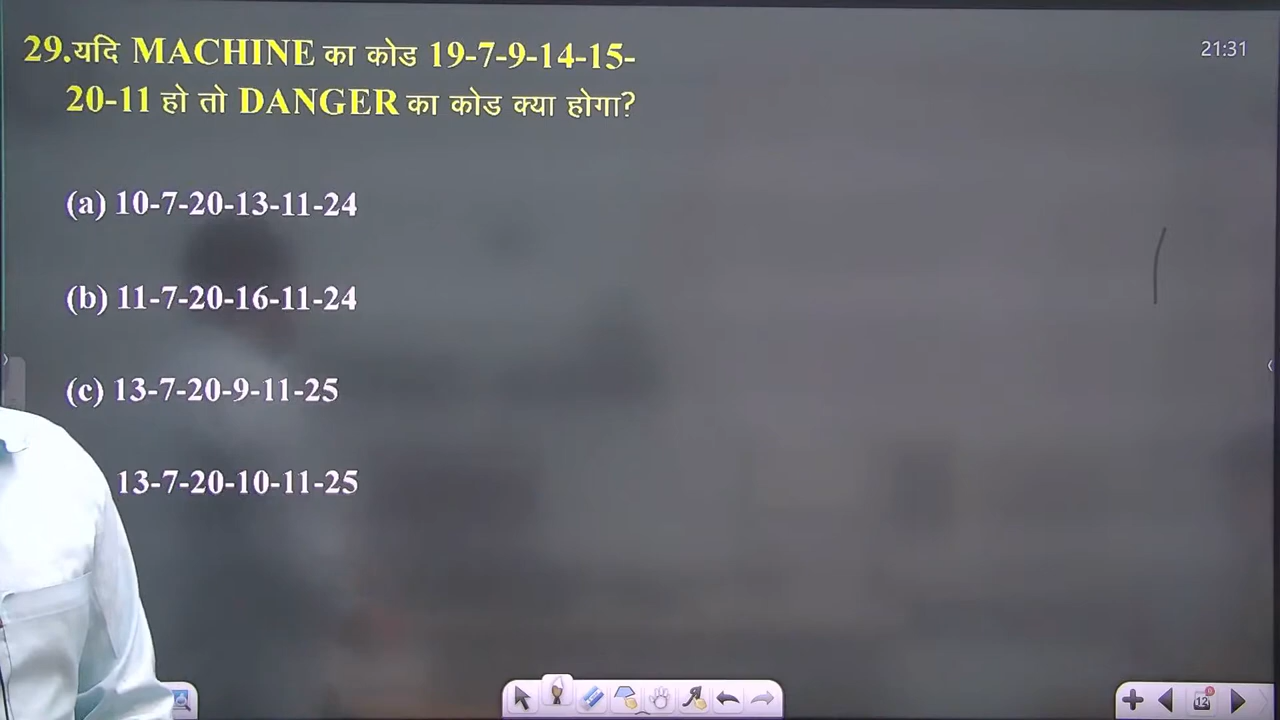 29.यदि MACHINE का कोड 19-7-9-14-15-
20-11 हो तो DANGER का कोड क्या होगा?
21:31
(a) 10-7-20-13-11-24
(b) 11-7-20-16-11-24
(c) 13-7-20-9-11-25
13-7-20-10-11-25